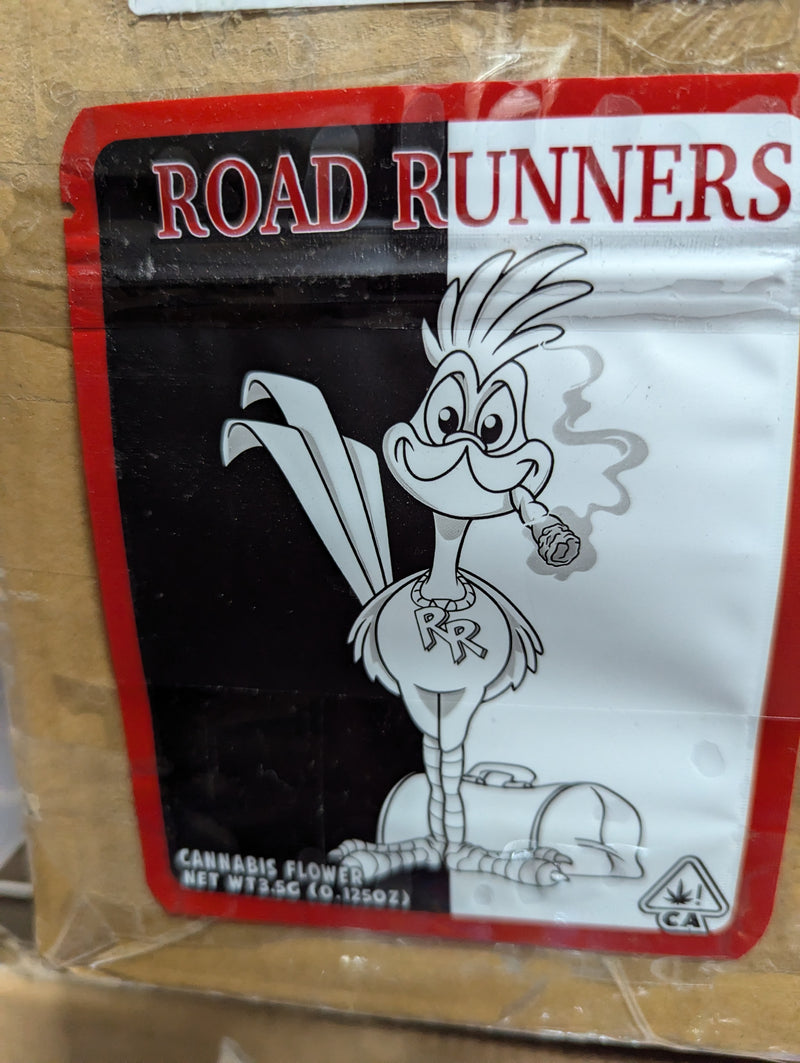 ROAD RUNNERS
RR
CANNABIS FLOWER
NET WT3.5G (0.125OZ)
!
CA